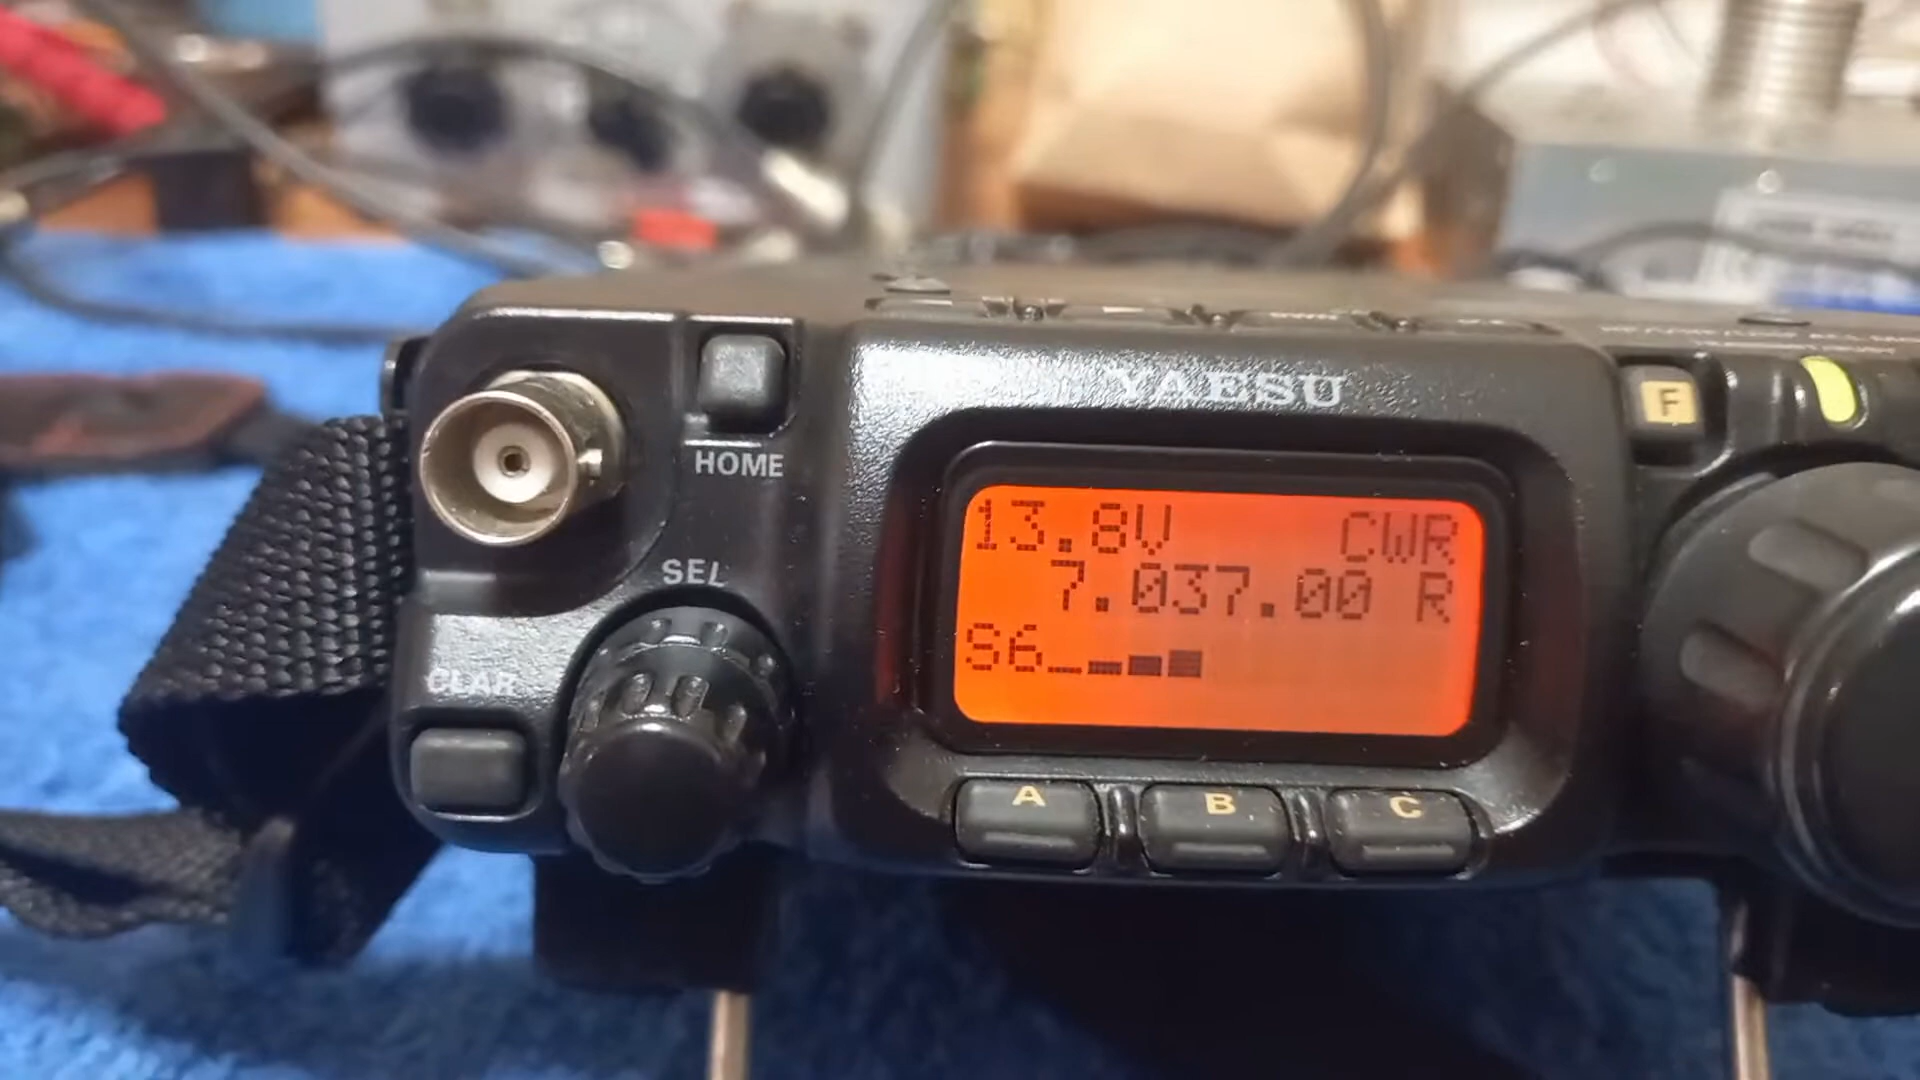 YAESU
F
HOME
13.8V CWR
7.037.00 R
S6
SEL
CLAR
A B C